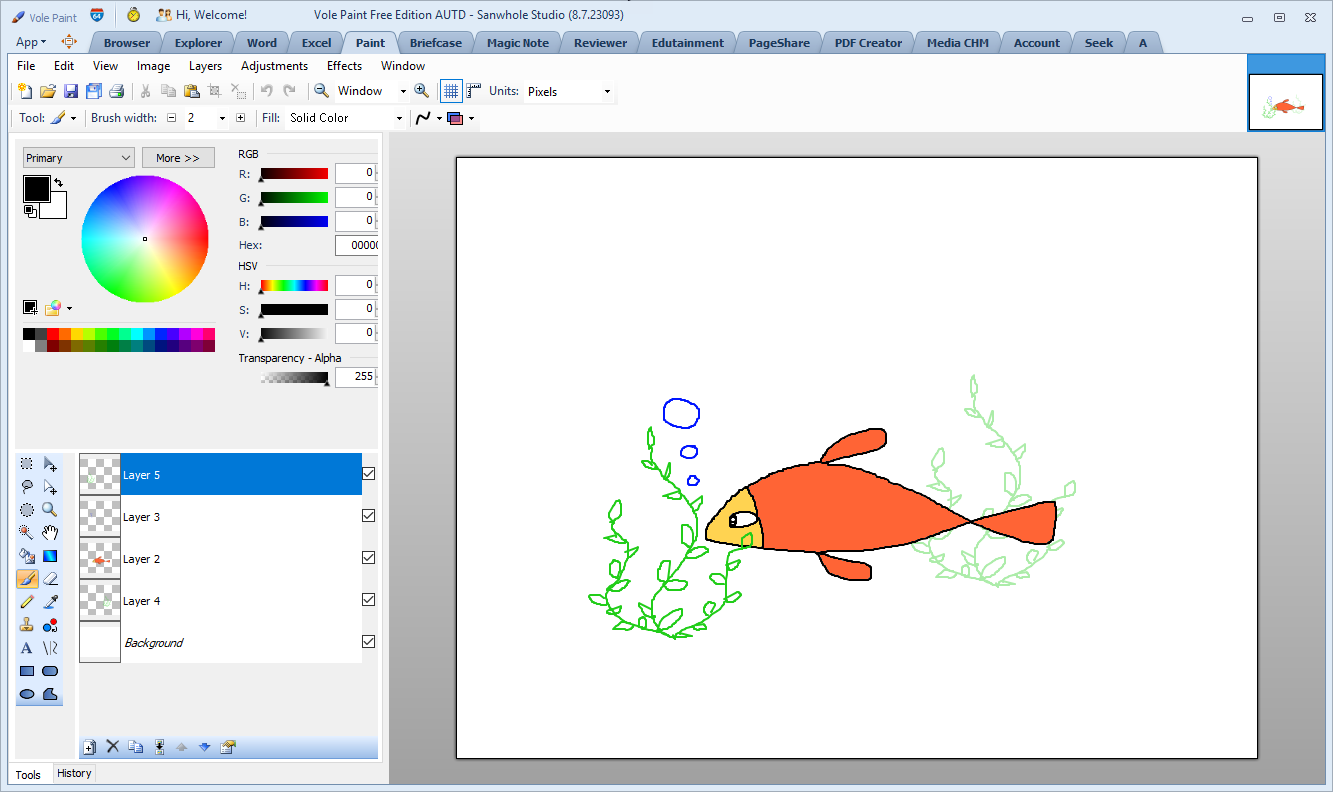 Vole Paint 64 Hi, Welcome! Vole Paint Free Edition AUTD - Sanwhole Studio (8.7.23093)
App Browser Explorer Word Excel Paint Briefcase Magic Note Reviewer Edutainment PageShare PDF Creator Media CHM Account Seek A
File Edit View Image Layers Adjustments Effects Window
Window Units: Pixels
Tool: Brush width: 2 Fill: Solid Color
Primary More >> RGB
R: 0
G: 0
B: 0
Hex: 00000
HSV
H: 0
S: 0
V: 0
Transparency - Alpha
255
Layer 5
Layer 3
Layer 2
Layer 4
Background
A
Tools History